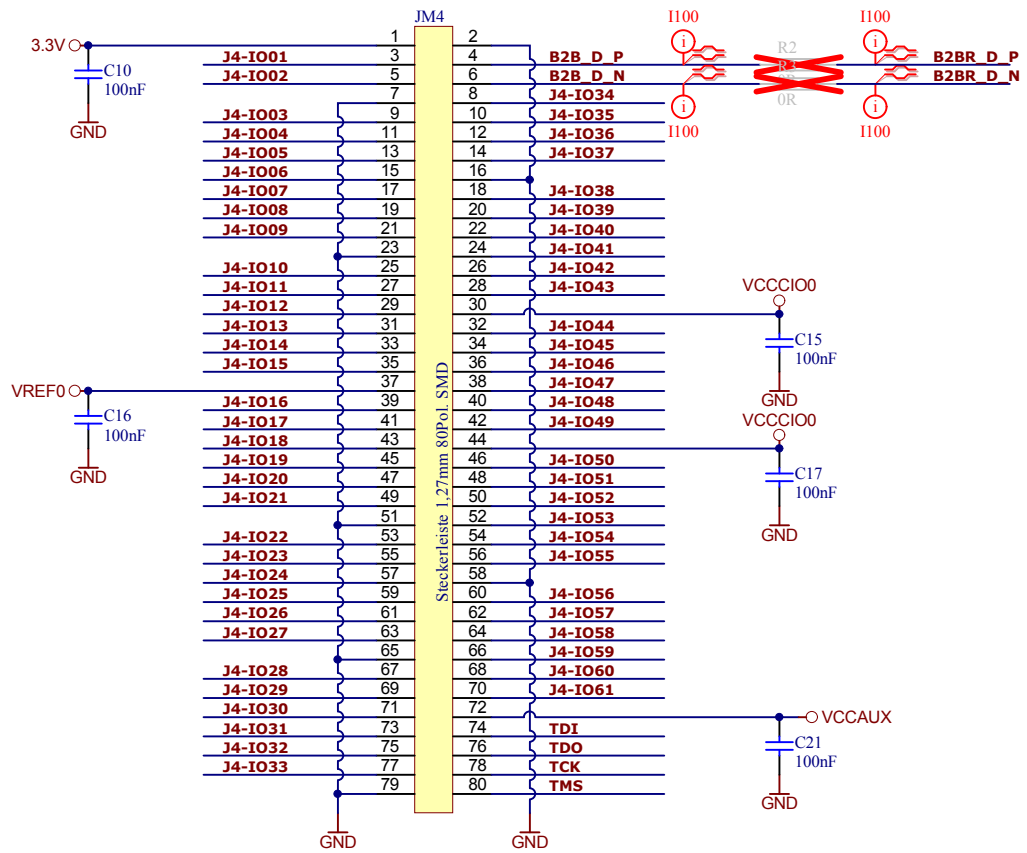 JM4 I100 I100
3.3V 1 2 R2
J4-IO01 3 4 B2B_D_P R3 B2BR_D_P
C10 J4-IO02 5 6 B2B_D_N B2BR_D_N
100nF 7 8 J4-IO34 0R
J4-IO03 9 10 J4-IO35
GND J4-IO04 11 12 J4-IO36 I100 I100
J4-IO05 13 14 J4-IO37
J4-IO06 15 16
J4-IO07 17 18 J4-IO38
J4-IO08 19 20 J4-IO39
J4-IO09 21 22 J4-IO40
23 24 J4-IO41
J4-IO10 25 26 J4-IO42
J4-IO11 27 28 J4-IO43 VCCCIO0
J4-IO12 29 30
J4-IO13 31 32 J4-IO44
J4-IO14 33 34 J4-IO45 C15
J4-IO15 35 36 J4-IO46 100nF
VREF0 37 38 J4-IO47
J4-IO16 39 40 J4-IO48 GND
C16 J4-IO17 41 42 J4-IO49 VCCCIO0
100nF J4-IO18 43 44
J4-IO19 45 46 J4-IO50
GND J4-IO20 47 48 J4-IO51 C17
J4-IO21 49 50 J4-IO52 100nF
51 52 J4-IO53
J4-IO22 53 54 J4-IO54 GND
J4-IO23 55 56 J4-IO55
J4-IO24 57 58
J4-IO25 59 60 J4-IO56
J4-IO26 61 62 J4-IO57
J4-IO27 63 64 J4-IO58
65 66 J4-IO59
J4-IO28 67 68 J4-IO60
J4-IO29 69 70 J4-IO61
J4-IO30 71 72 VCCAUX
J4-IO31 73 74 TDI
J4-IO32 75 76 TDO C21
J4-IO33 77 78 TCK 100nF
79 80 TMS
GND
GND GND
Steckerleiste 1,27mm 80Pol. SMD